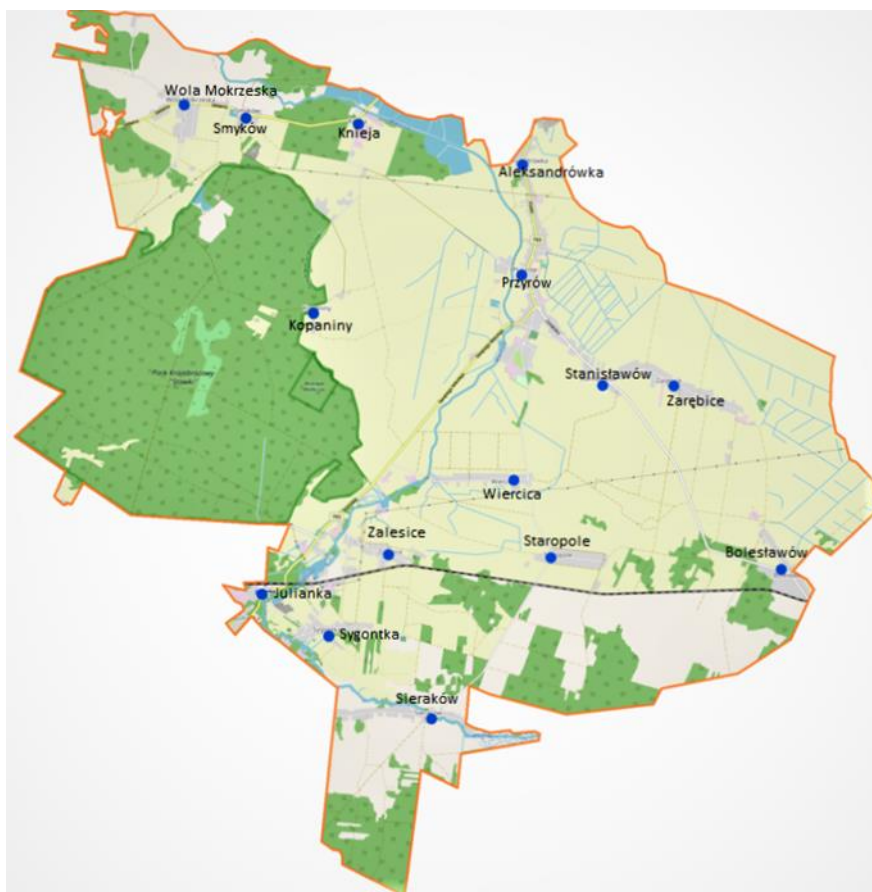 Wola Mokrzeska
Smyków
Knieja
Aleksandrówka
Przyrów
Kopaniny
Stanisławów
Zarębice
Wiercica
Zalesice
Staropole
Bolesławów
Julianka
Sygontka
Sieraków